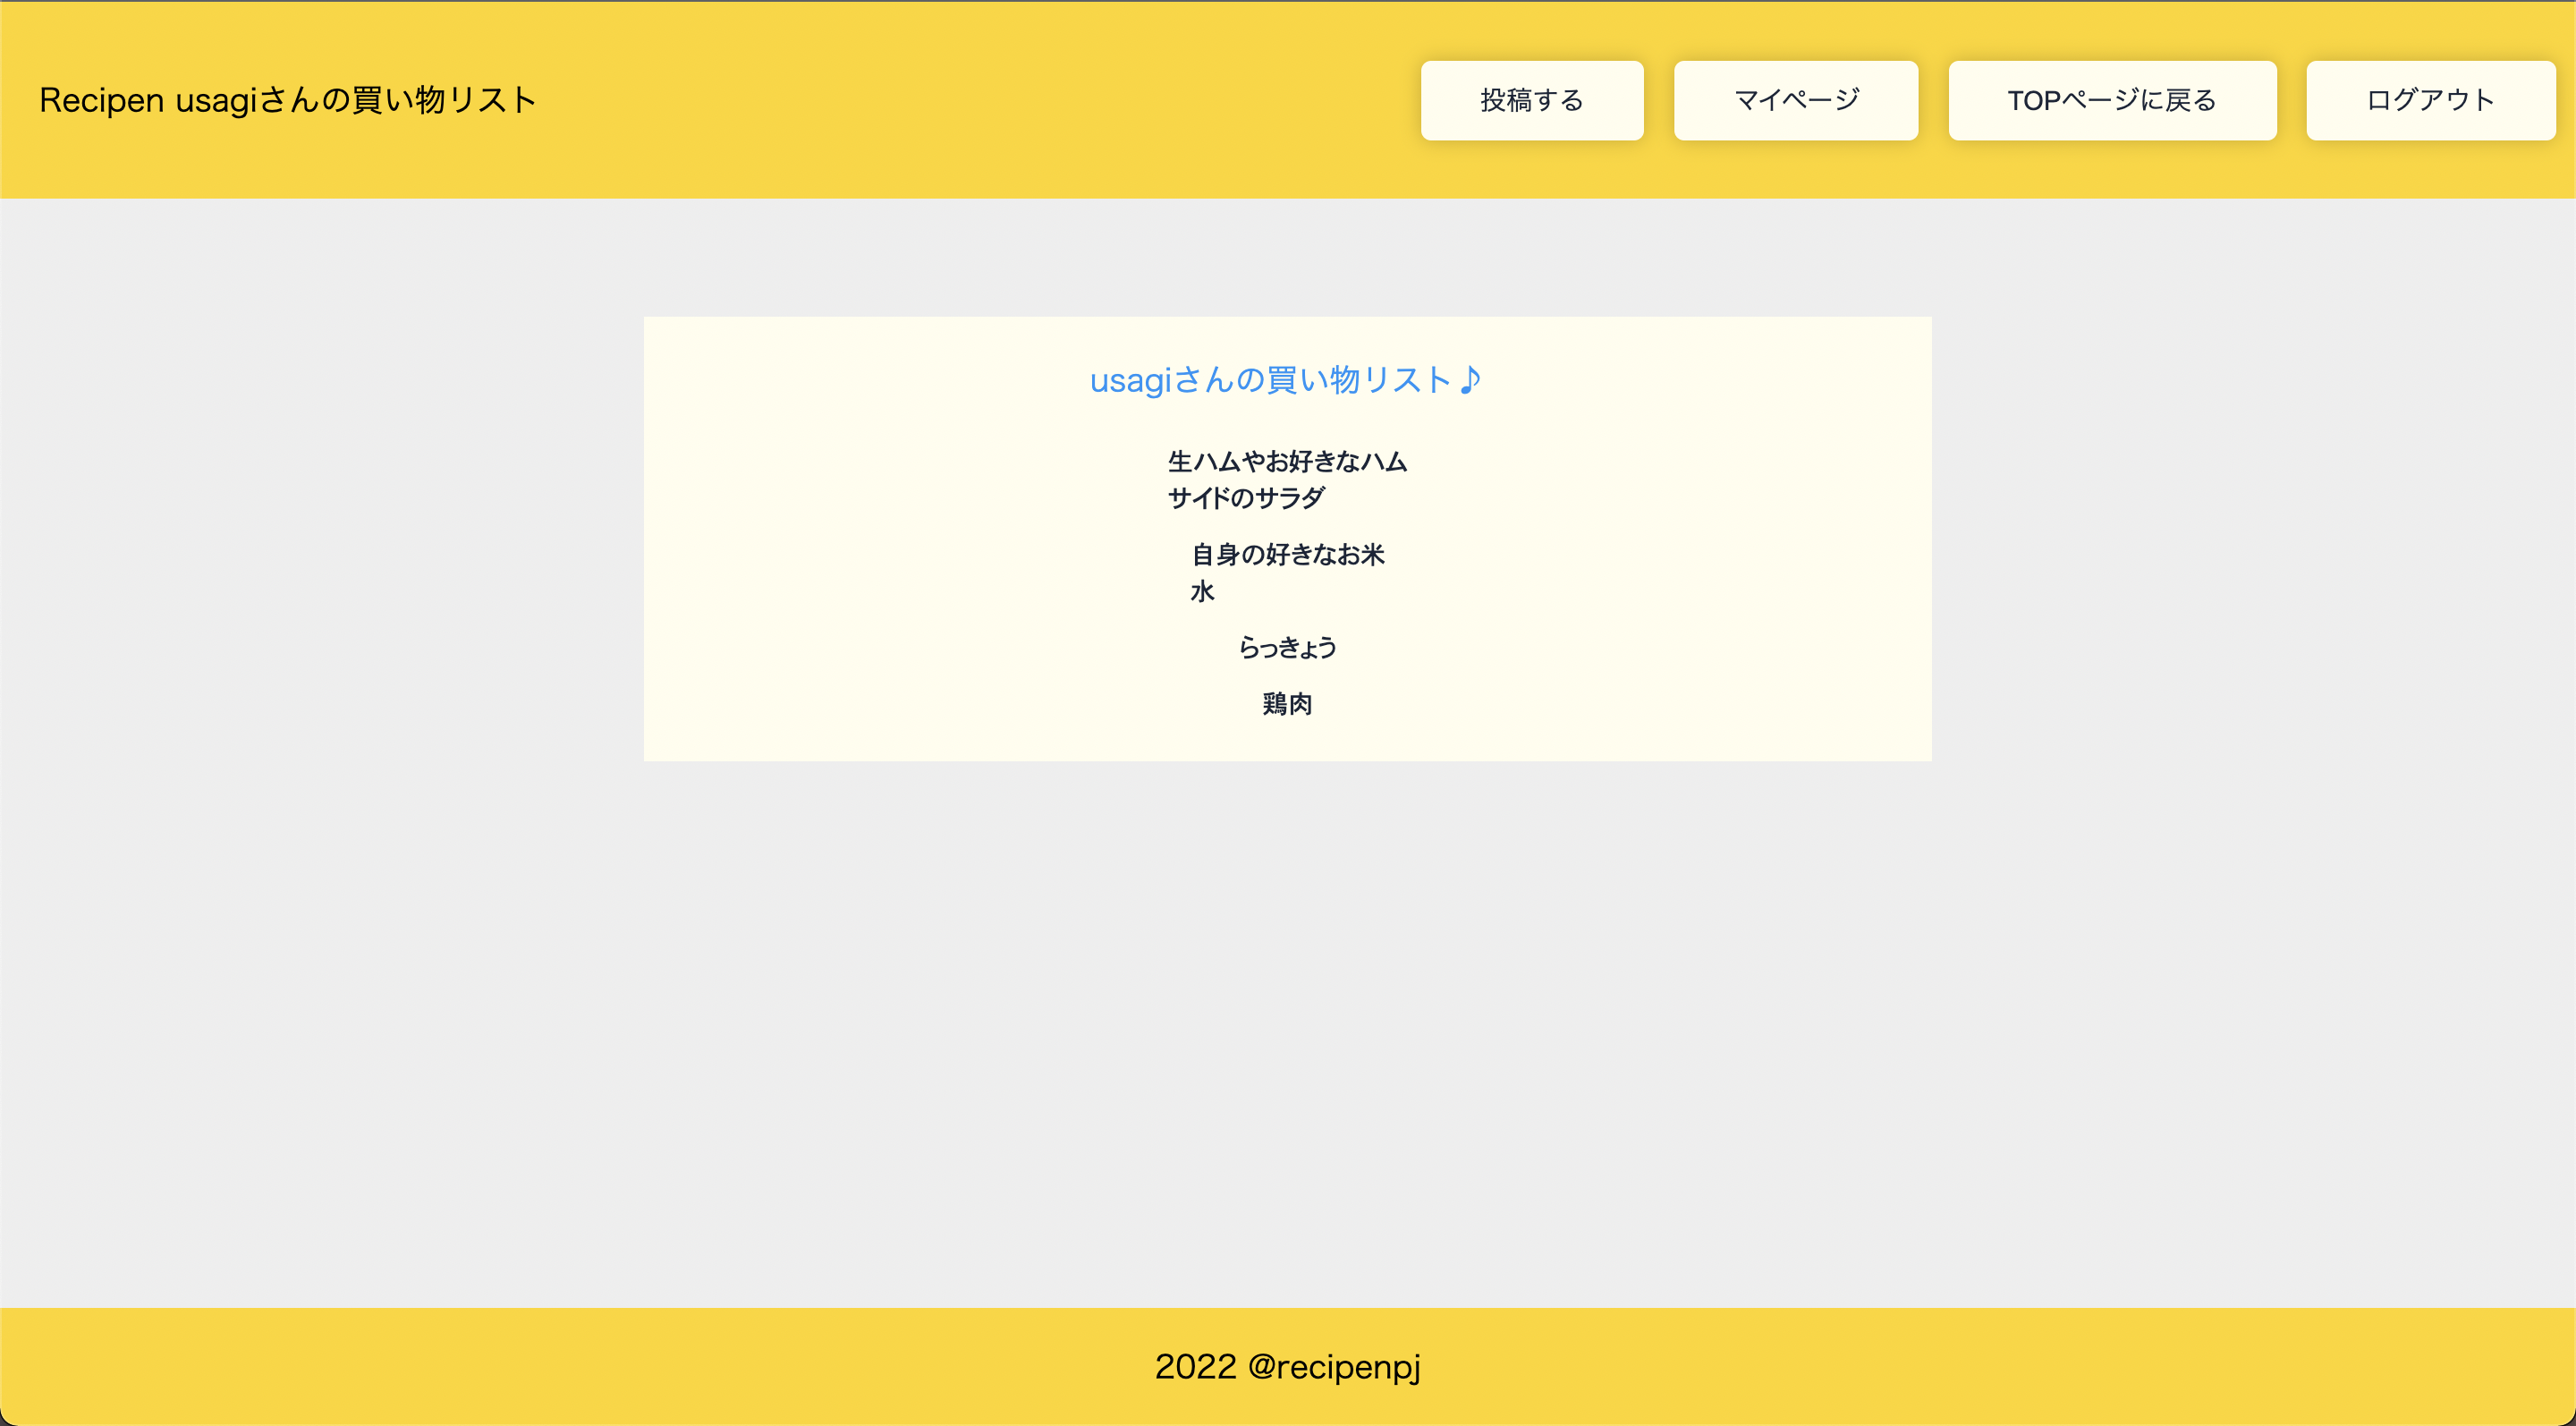 Recipen usagiさんの買い物リスト
投稿する
マイページ
TOPページに戻る
ログアウト
usagiさんの買い物リスト♪
生ハムやお好きなハム
サイドのサラダ
自身の好きなお米
水
らっきょう
鶏肉
2022 @recipenpj